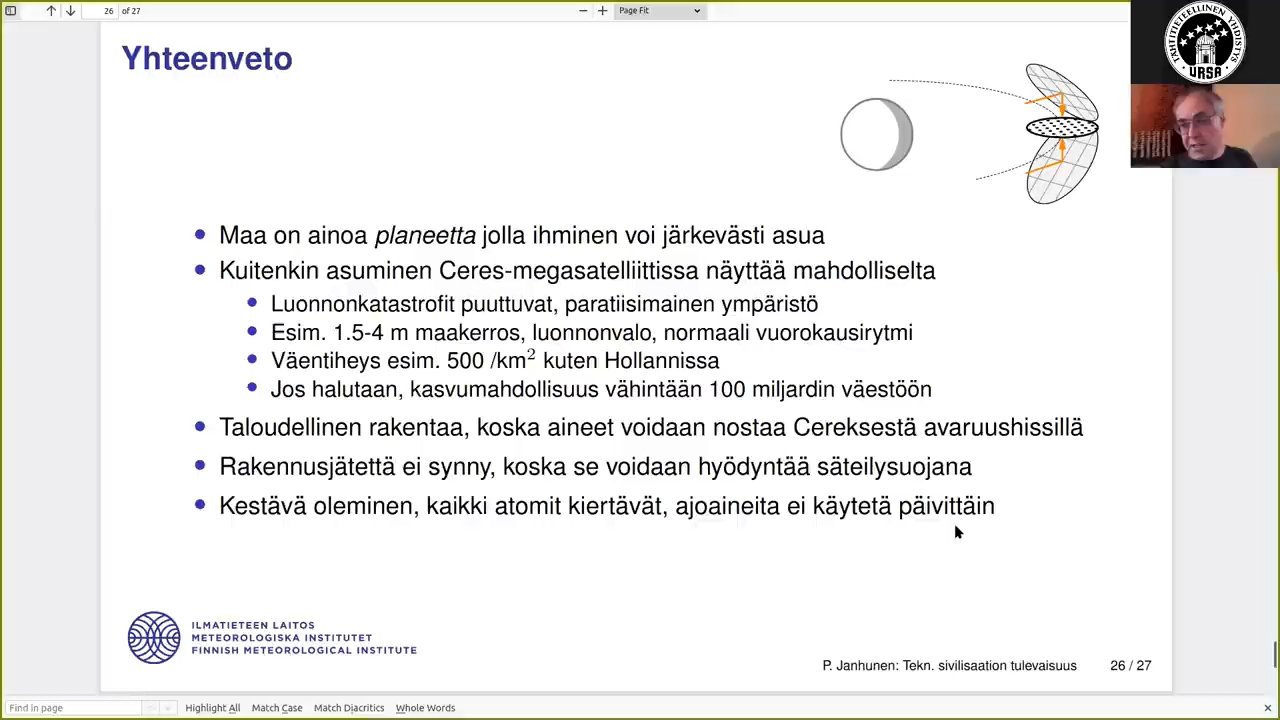 26 of 27
Page Fit
Yhteenveto
TÄHTITIETEELLINEN YHDISTYS
URSA
Maa on ainoa planeetta jolla ihminen voi järkevästi asua
Kuitenkin asuminen Ceres-megasatelliittissa näyttää mahdolliselta
Luonnonkatastrofit puuttuvat, paratiisimainen ympäristö
Esim. 1.5-4 m maakerros, luonnonvalo, normaali vuorokausirytmi
Väentiheys esim. 500 /km² kuten Hollannissa
Jos halutaan, kasvumahdollisuus vähintään 100 miljardin väestöön
Taloudellinen rakentaa, koska aineet voidaan nostaa Cereksestä avaruushissillä
Rakennusjätettä ei synny, koska se voidaan hyödyntää säteilysuojana
Kestävä oleminen, kaikki atomit kiertävät, ajoaineita ei käytetä päivittäin
ILMATIETEEN LAITOS
METEOROLOGISKA INSTITUTET
FINNISH METEOROLOGICAL INSTITUTE
P. Janhunen: Tekn. sivilisaation tulevaisuus 26 / 27
Find in page Highlight All Match Case Match Diacritics Whole Words